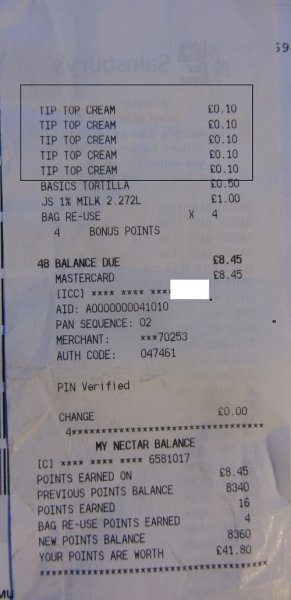 Sainsbury's
59
TIP TOP CREAM £0.10
TIP TOP CREAM £0.10
TIP TOP CREAM £0.10
TIP TOP CREAM £0.10
TIP TOP CREAM £0.10
BASICS TORTILLA £0.50
JS 1% MILK 2.272L £1.00
BAG RE-USE X 4
4 BONUS POINTS
48 BALANCE DUE £8.45
MASTERCARD £8.45
[ICC] **** **** ***
AID: A0000000041010
PAN SEQUENCE: 02
MERCHANT: ***70253
AUTH CODE: 047461
PIN Verified
CHANGE £0.00
4******************************
MY NECTAR BALANCE
[C] **** **** **** 6581017
POINTS EARNED ON £8.45
PREVIOUS POINTS BALANCE 8340
POINTS EARNED 16
BAG RE-USE POINTS EARNED 4
NEW POINTS BALANCE 8360
YOUR POINTS ARE WORTH £41.80
*******************************
MU